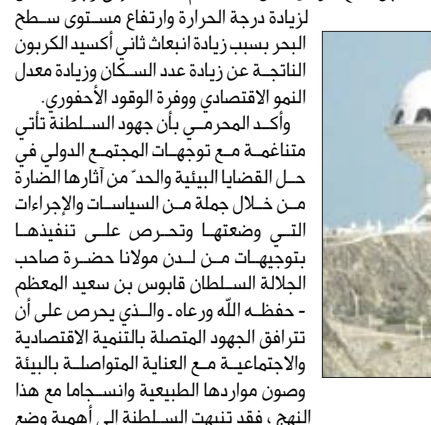 لزيادة درجة الحرارة وارتفاع مستوى سطح
البحر بسبب زيادة انبعاث ثاني أكسيد الكربون
الناتجة عن زيادة عدد السكان وزيادة معدل
النمو الاقتصادي ووفرة الوقود الأحفوري.
وأكد المحرمي بأن جهود السلطنة تأتي
متناغمة مع توجهات المجتمع الدولي في
حل القضايا البيئية والحدّ من آثارها الضارة
من خلال جملة من السياسات والإجراءات
التي وضعتها وتحرص على تنفيذها
بتوجيهات من لدن مولانا حضرة صاحب
الجلالة السلطان قابوس بن سعيد المعظم
- حفظه الله ورعاه ـ والذي يحرص على أن
تترافق الجهود المتصلة بالتنمية الاقتصادية
والاجتماعية مع العناية المتواصلة بالبيئة
وصون مواردها الطبيعية وانسجاما مع هذا
النهج ، فقد تنبهت السلطنة إلى أهمية وضع